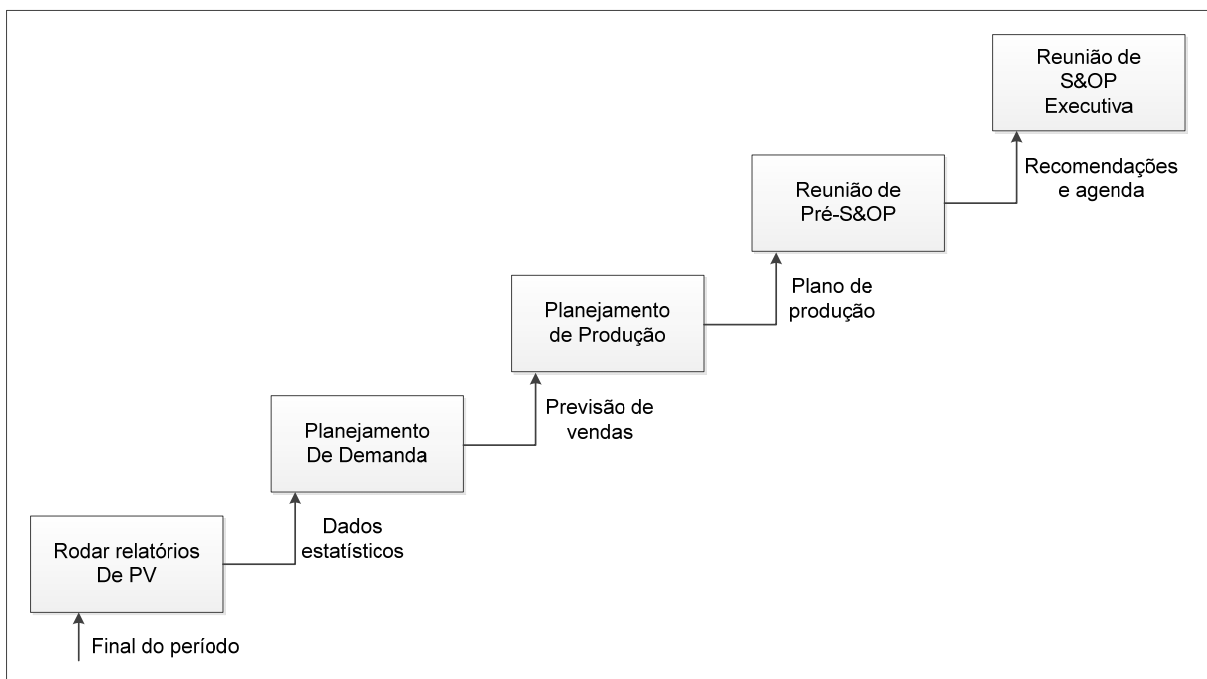 Reunião de
S&OP
Executiva
Recomendações
e agenda
Reunião de
Pré-S&OP
Plano de
produção
Planejamento
de Produção
Previsão de
vendas
Planejamento
De Demanda
Dados
estatísticos
Rodar relatórios
De PV
Final do período